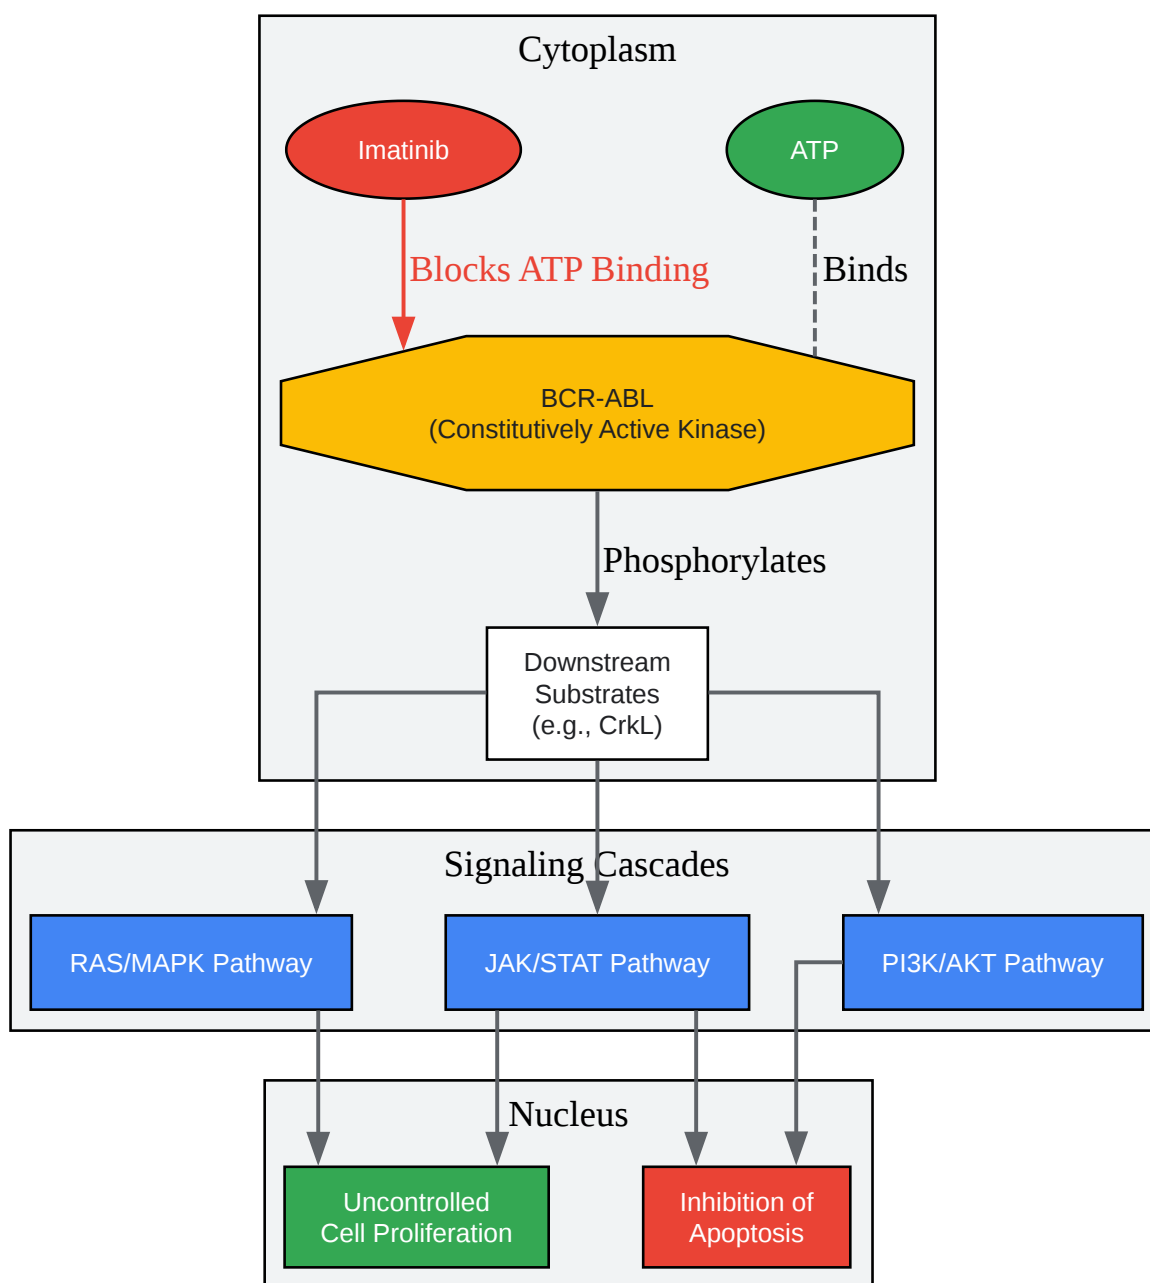 Cytoplasm
Imatinib
ATP
Blocks ATP Binding
Binds
BCR-ABL
(Constitutively Active Kinase)
Phosphorylates
Downstream
Substrates
(e.g., CrkL)
Signaling Cascades
RAS/MAPK Pathway
JAK/STAT Pathway
PI3K/AKT Pathway
Nucleus
Uncontrolled
Cell Proliferation
Inhibition of
Apoptosis